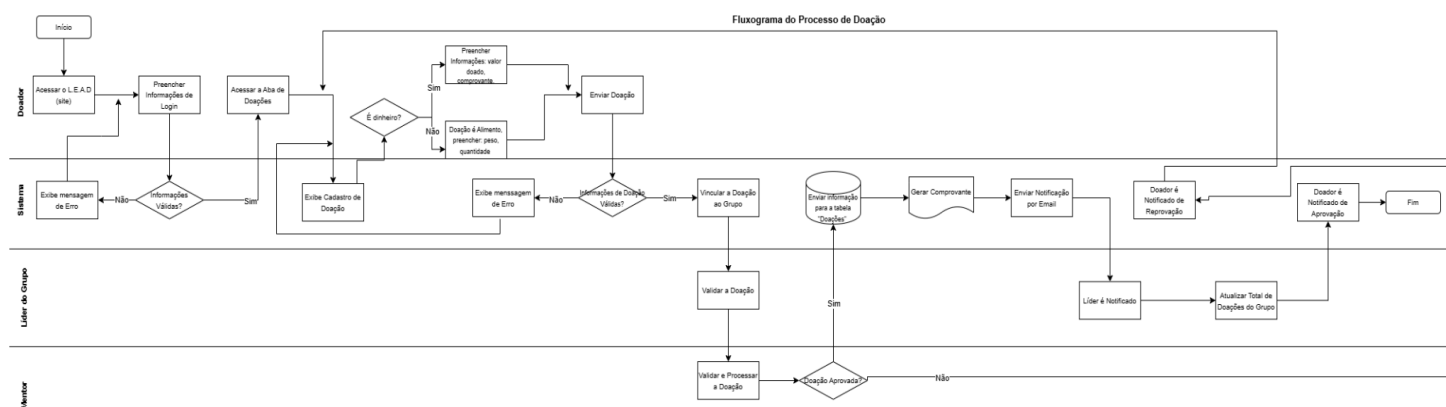 Fluxograma do Processo de Doação
Doador
Início
Acessar o L.E.A.D
(site)
Preencher
Informações de
Login
Acessar a Aba de
Doações
É dinheiro?
Sim
Não
Preencher
Informações: valor
doado,
comprovante.
Doação é Alimento,
preencher: peso,
quantidade
Enviar Doação
Sistema
Exibe mensagem
de Erro
Não
Informações
Válidas?
Sim
Exibe Cadastro de
Doação
Exibe menssagem
de Erro
Não
Informações de Doação
Válidas?
Sim
Vincular a Doação
ao Grupo
Enviar informação
para a tabela
"Doações"
Gerar Comprovante
Enviar Notificação
por Email
Doador é
Notificado de
Reprovação
Doador é
Notificado de
Aprovação
Fim
Líder do Grupo
Validar a Doação
Sim
Líder é Notificado
Atualizar Total de
Doações do Grupo
Mentor
Validar e Processar
a Doação
Doação Aprovada?
Não